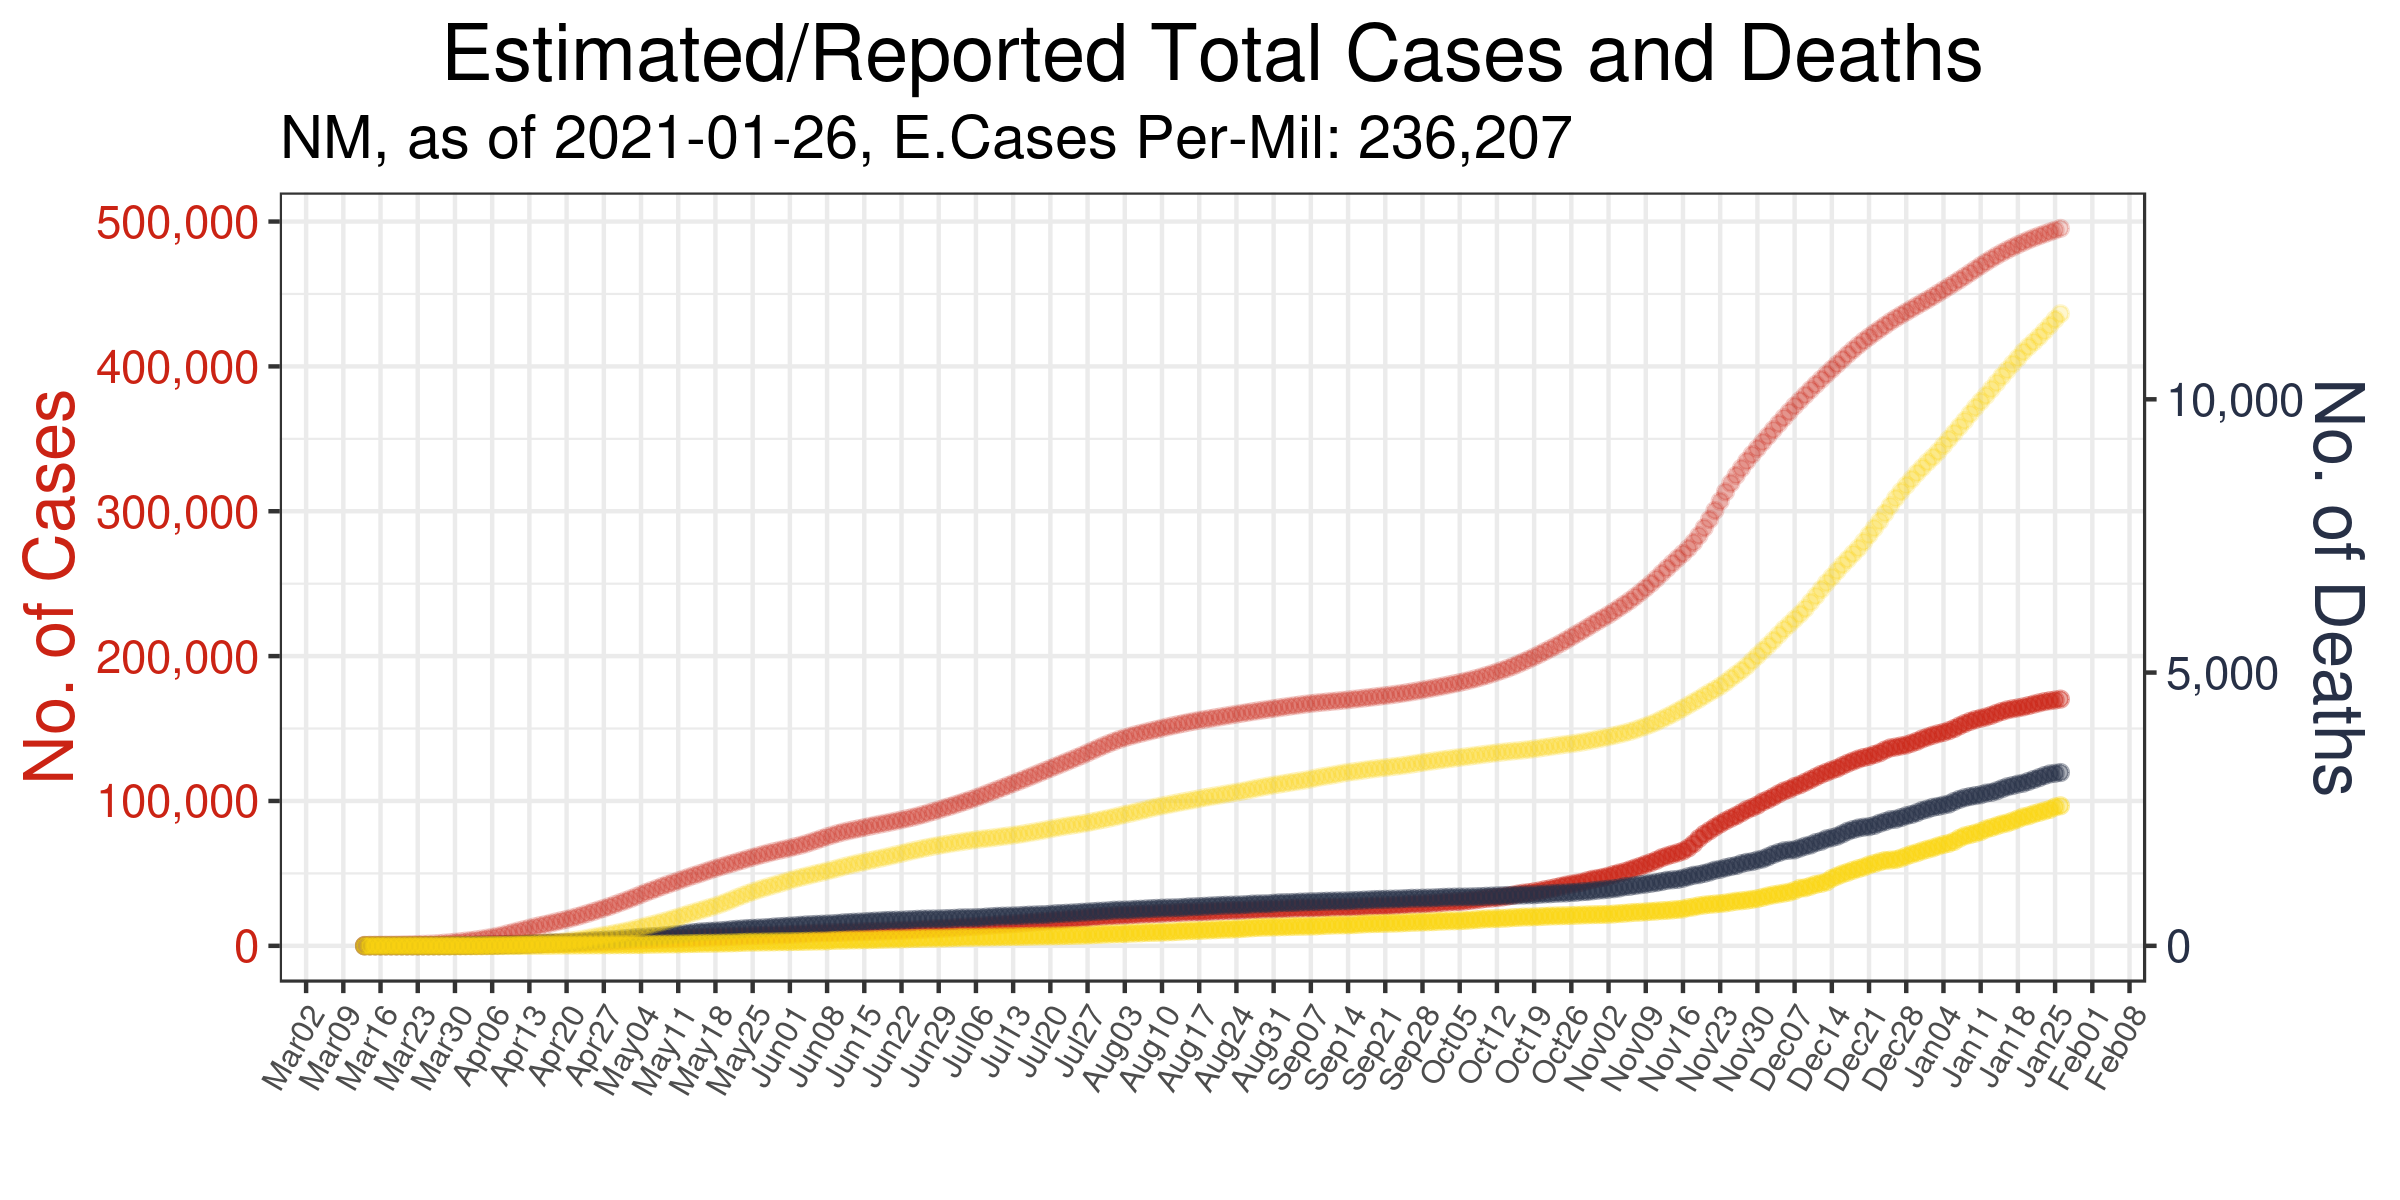 Estimated/Reported Total Cases and Deaths
NM, as of 2021-01-26, E.Cases Per-Mil: 236,207
No. of Cases
500,000
400,000
300,000
200,000
100,000
0
10,000
5,000
0
No. of Deaths
Mar02
Mar09
Mar16
Mar23
Mar30
Apr06
Apr13
Apr20
Apr27
May04
May11
May18
May25
Jun01
Jun08
Jun15
Jun22
Jun29
Jul06
Jul13
Jul20
Jul27
Aug03
Aug10
Aug17
Aug24
Aug31
Sep07
Sep14
Sep21
Sep28
Oct05
Oct12
Oct19
Oct26
Nov02
Nov09
Nov16
Nov23
Nov30
Dec07
Dec14
Dec21
Dec28
Jan04
Jan11
Jan18
Jan25
Feb01
Feb08